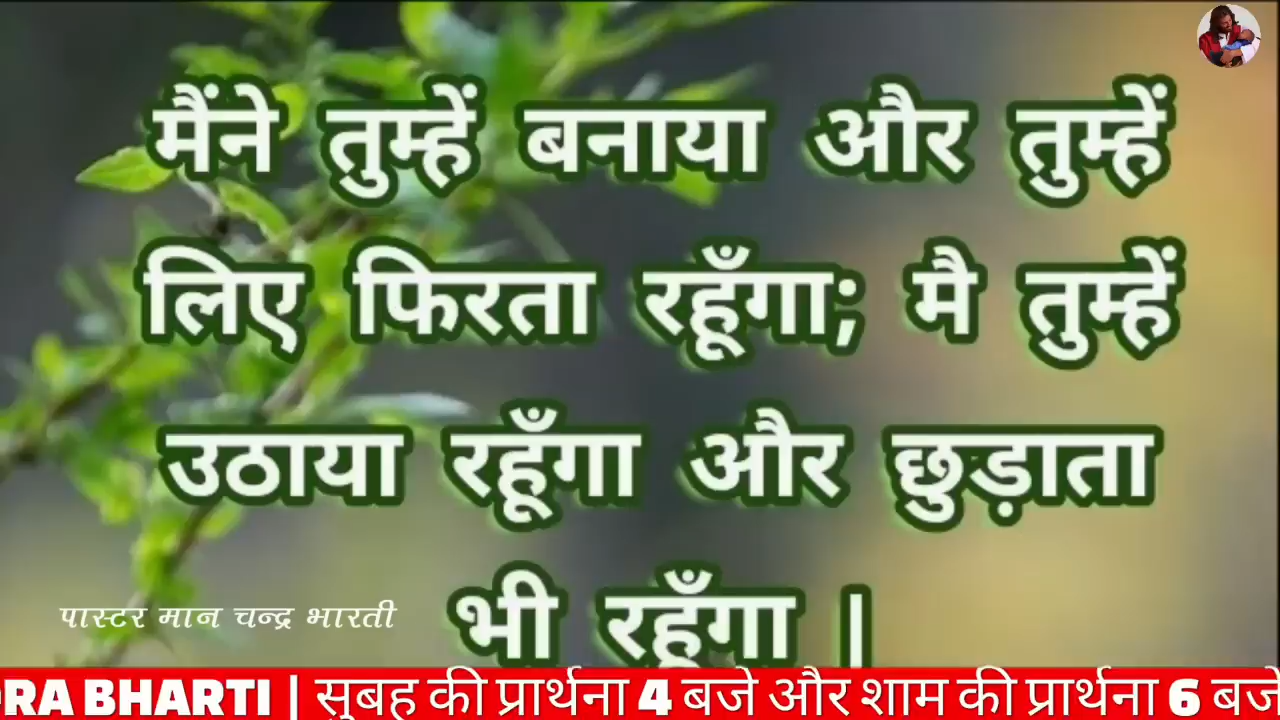 मैंने तुम्हें बनाया और तुम्हें
लिए फिरता रहूँगा; मै तुम्हें
उठाया रहूँगा और छुड़ाता
भी रहूँगा |
पास्टर मान चन्द्र भारती
DRA BHARTI | सुबह की प्रार्थना 4 बजे और शाम की प्रार्थना 6 बजे